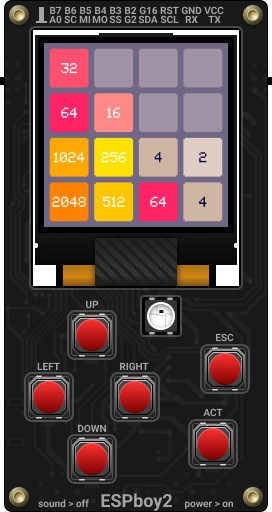 B7 B6 B5 B4 B3 B2 G16 RST GND VCC
A0 SC MI MO SS G2 SDA SCL RX TX
32
64 16
1024 256 4 2
2048 512 64 4
UP
ESC
LEFT RIGHT
ACT
DOWN
sound > off ESPboy2 power > on